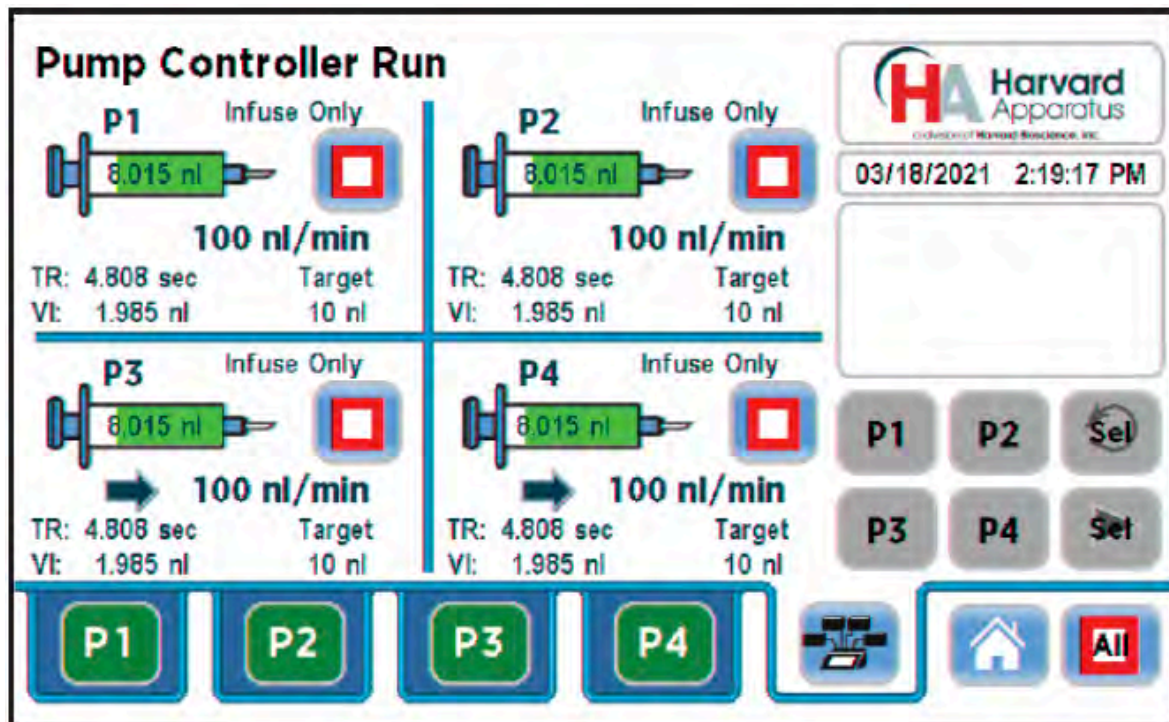 Pump Controller Run
P1 Infuse Only
8.015 nl
100 nl/min
TR: 4.808 sec Target
VI: 1.985 nl 10 nl
P2 Infuse Only
8.015 nl
100 nl/min
TR: 4.808 sec Target
VI: 1.985 nl 10 nl
P3 Infuse Only
8.015 nl
100 nl/min
TR: 4.808 sec Target
VI: 1.985 nl 10 nl
P4 Infuse Only
8.015 nl
100 nl/min
TR: 4.808 sec Target
VI: 1.985 nl 10 nl
HA Harvard
Apparatus
a division of Harvard Bioscience, Inc.
03/18/2021 2:19:17 PM
P1 P2 Sel
P3 P4 Sel
P1 P2 P3 P4 All